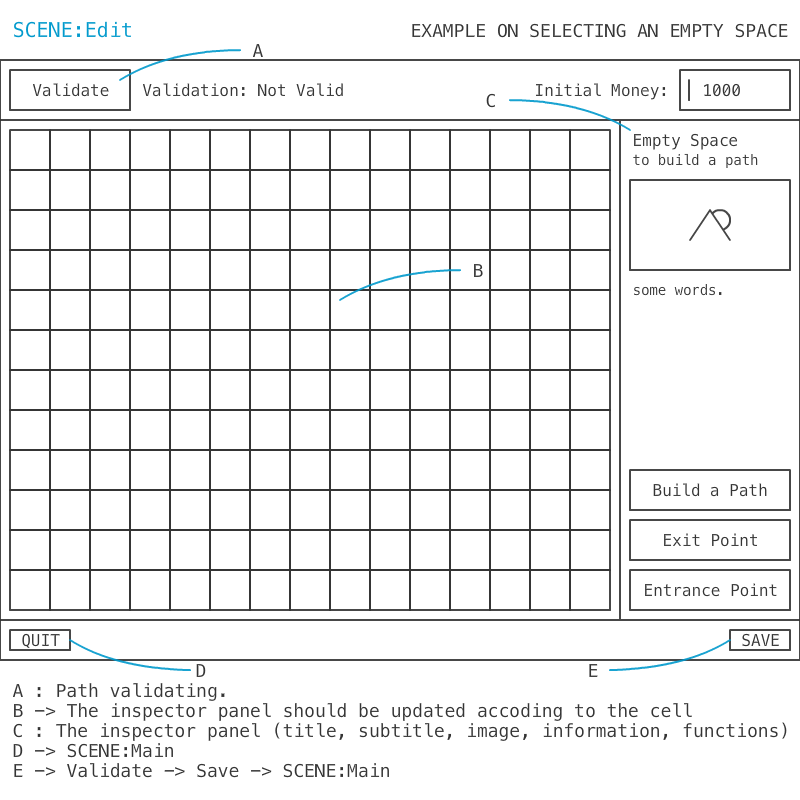 SCENE:Edit
EXAMPLE ON SELECTING AN EMPTY SPACE
A
Validate
Validation: Not Valid
Initial Money:
1000
C
Empty Space
to build a path
B
some words.
Build a Path
Exit Point
Entrance Point
QUIT
SAVE
D
E
A : Path validating.
B —> The inspector panel should be updated accoding to the cell
C : The inspector panel (title, subtitle, image, information, functions)
D —> SCENE:Main
E —> Validate —> Save —> SCENE:Main